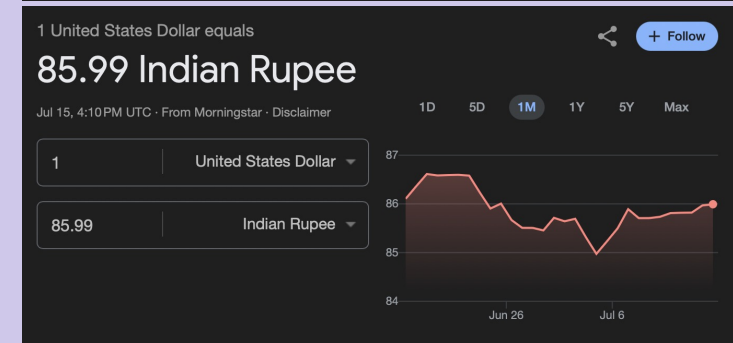 1 United States Dollar equals
85.99 Indian Rupee
+ Follow
Jul 15, 4:10 PM UTC · From Morningstar · Disclaimer
1D 5D 1M 1Y 5Y Max
1 United States Dollar
85.99 Indian Rupee
87
86
85
84
Jun 26 Jul 6